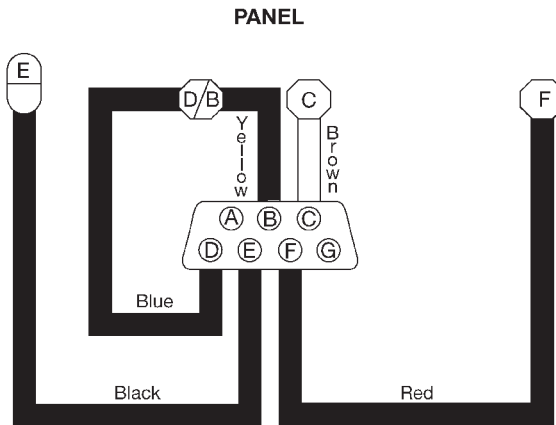 PANEL
E
D/B
C
F
Yellow
Brown
A B C
D E F G
Blue
Black
Red